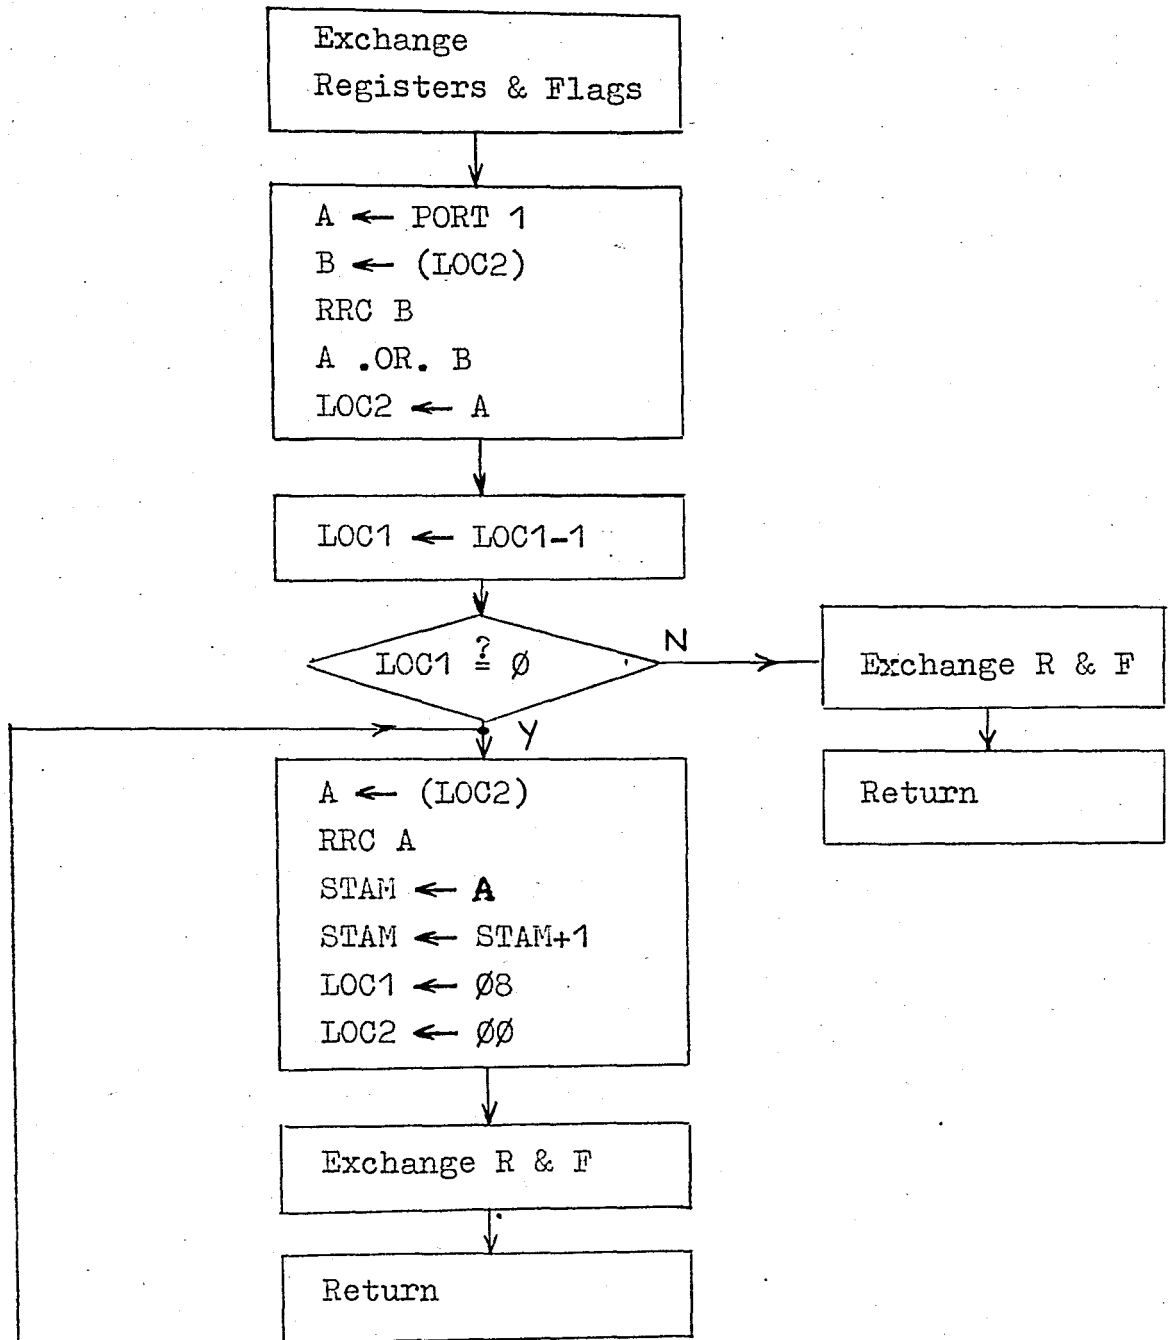 Exchange
Registers & Flags
A ← PORT 1
B ← (LOC2)
RRC B
A .OR. B
LOC2 ← A
LOC1 ← LOC1-1
LOC1 ≟ Ø
N
Exchange R & F
Return
Y
A ← (LOC2)
RRC A
STAM ← A
STAM ← STAM+1
LOC1 ← Ø8
LOC2 ← ØØ
Exchange R & F
Return